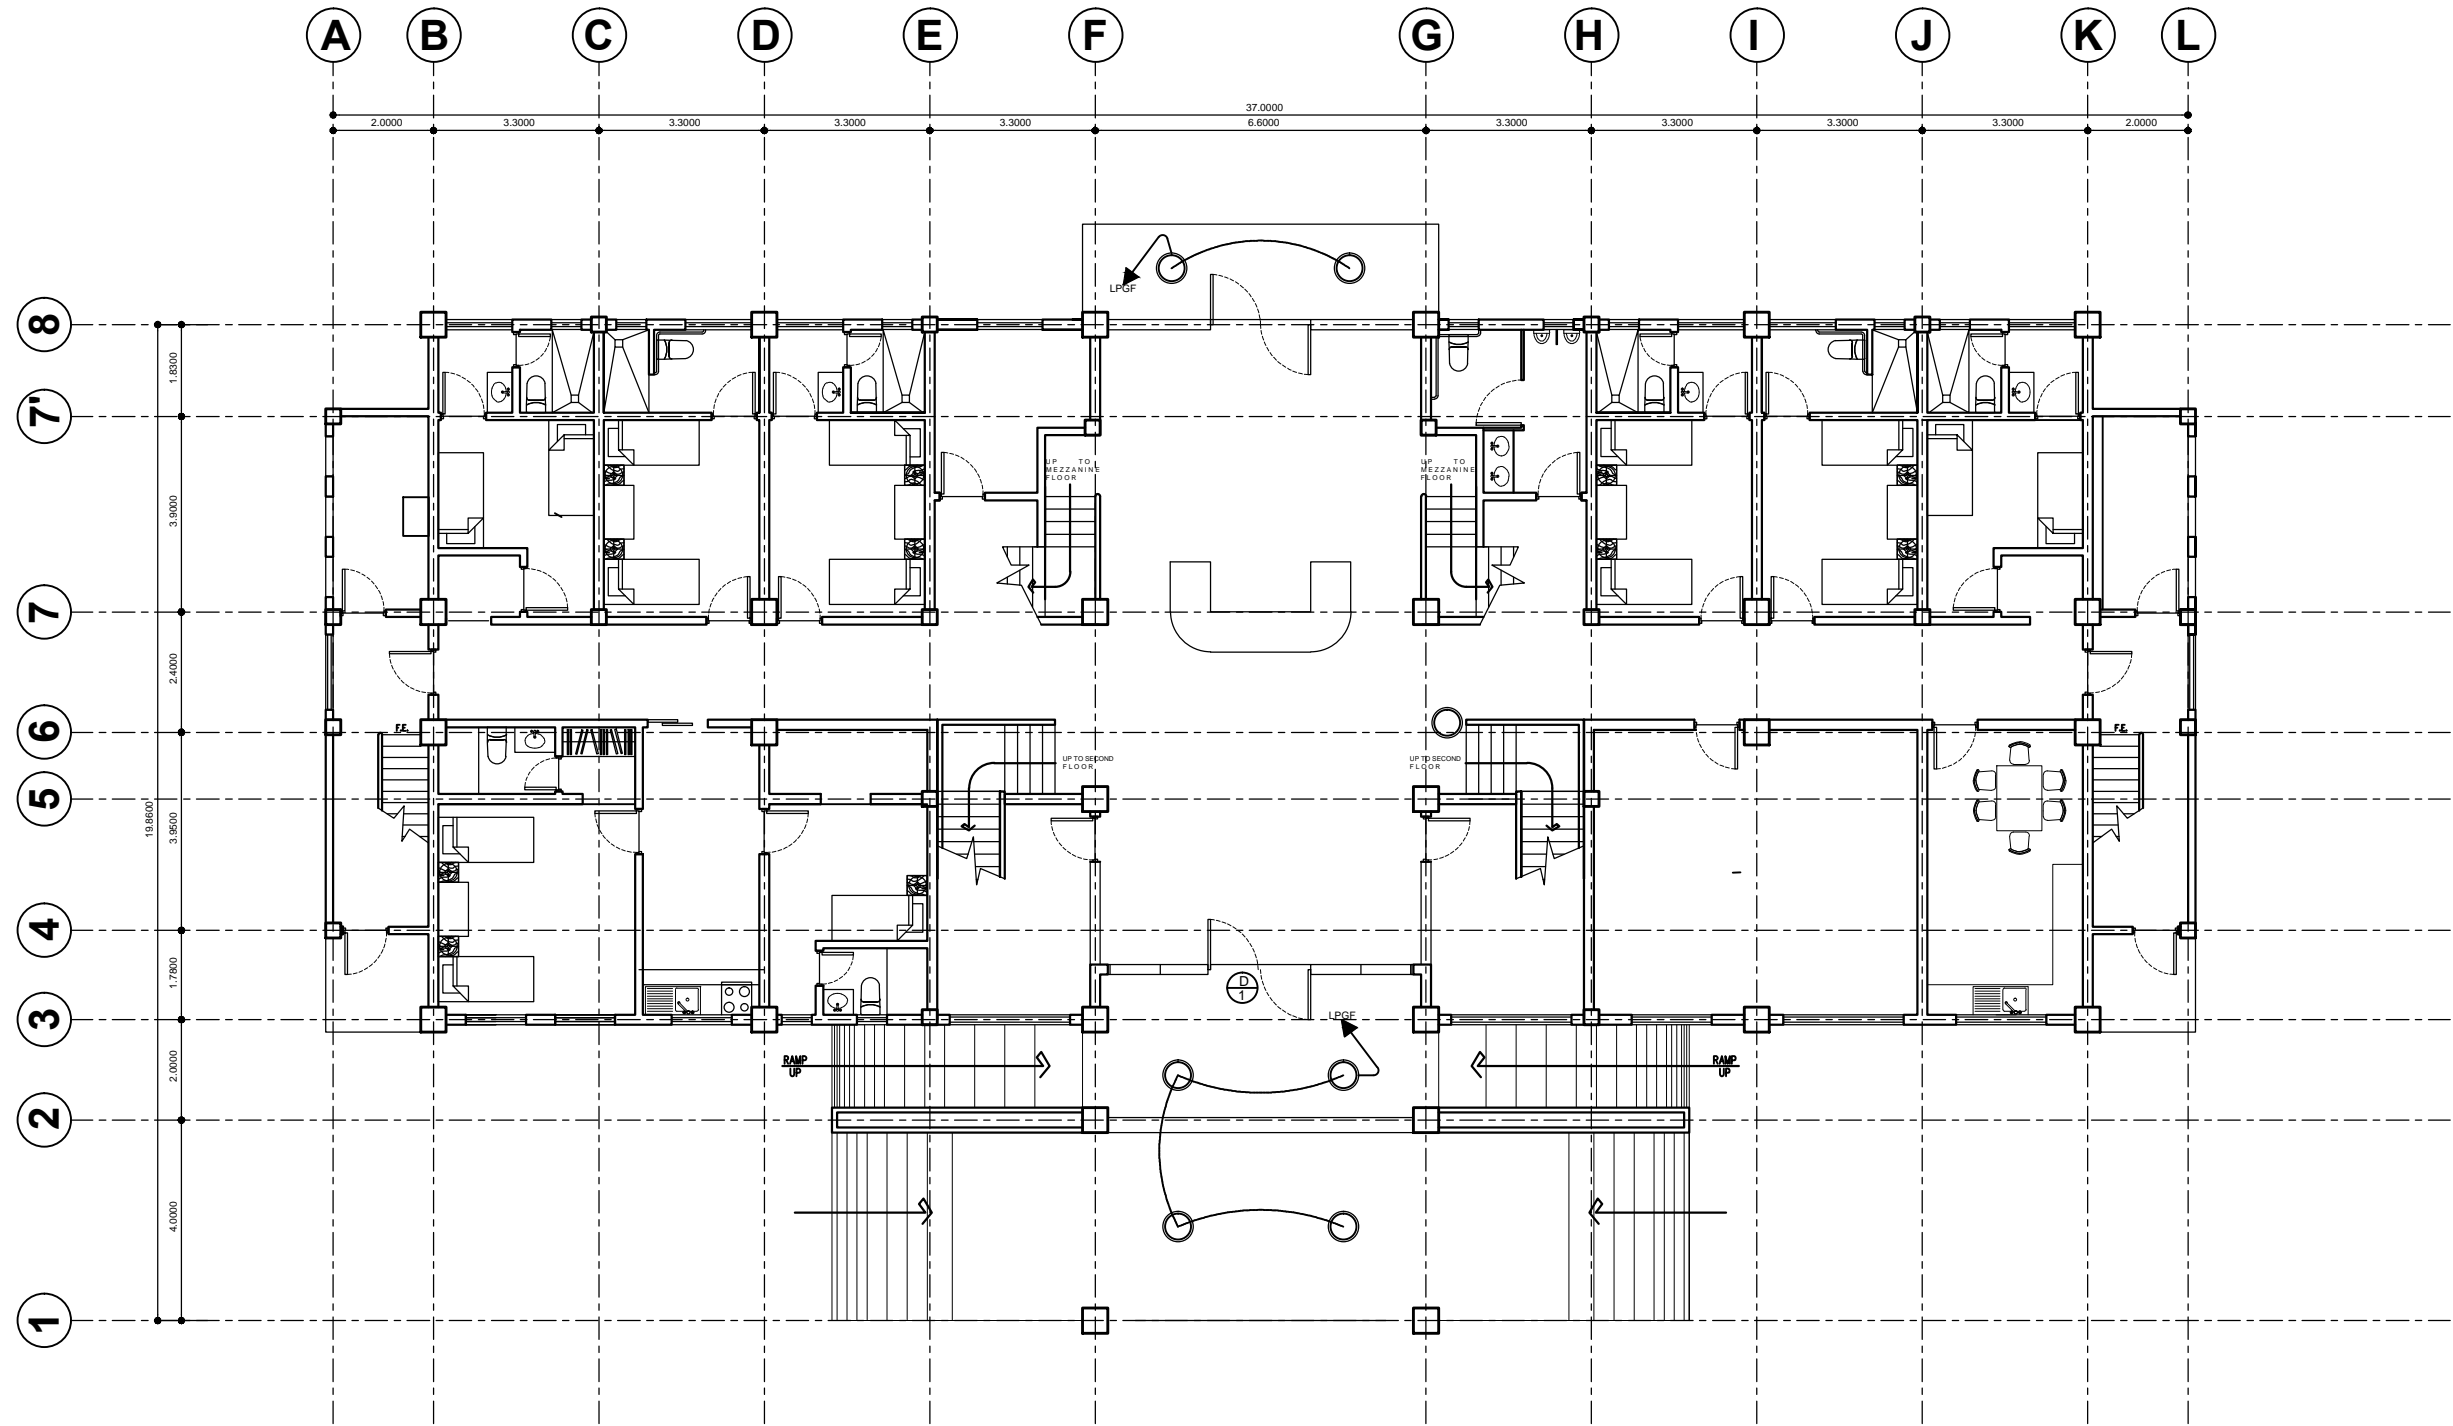 A B C D E F G H I J K L
37.0000
2.0000 3.3000 3.3000 3.3000 3.3000 6.6000 3.3000 3.3000 3.3000 3.3000 2.0000
LPGF
8
1.8300
7'
UP TO
MEZZANINE
FLOOR
UP TO
MEZZANINE
FLOOR
3.9000
7
2.4000
F.E.
F.E.
6
UP TO SECOND
FLOOR
UP TO SECOND
FLOOR
5
19.8600
3.9500
4
1.7800
D
1
3
LPGF
RAMP
UP
RAMP
UP
2.0000
2
4.0000
1